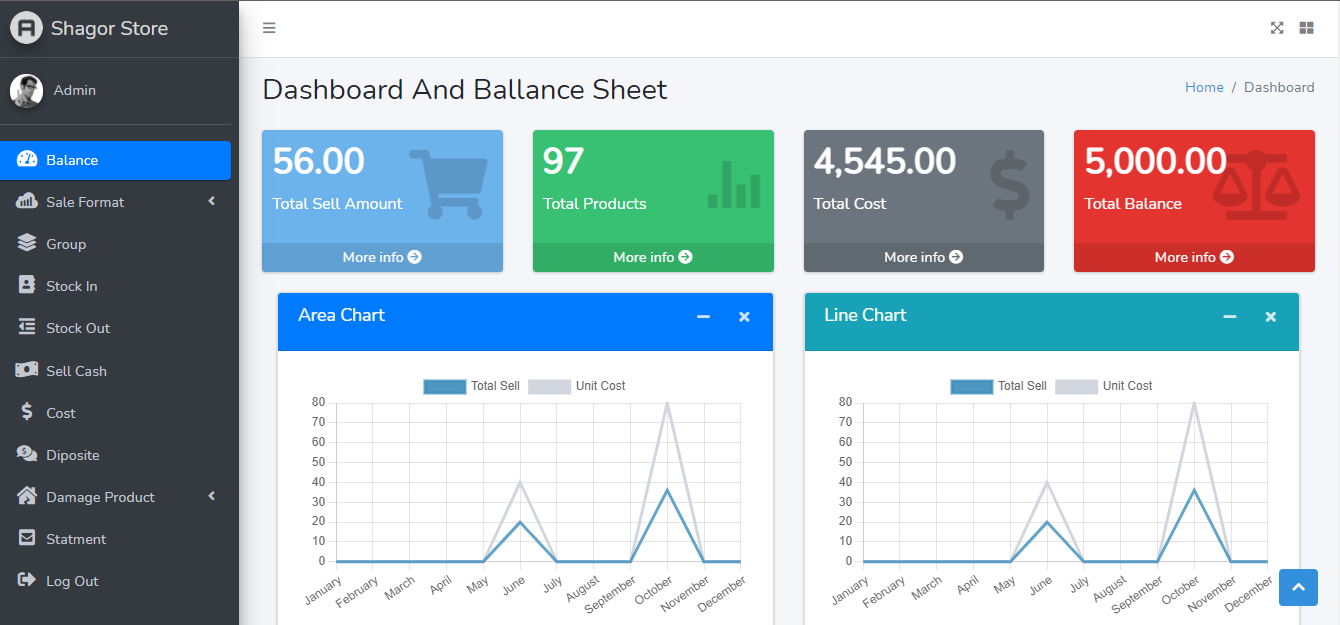 Shagor Store
Admin
Balance
Sale Format
Group
Stock In
Stock Out
Sell Cash
Cost
Diposite
Damage Product
Statment
Log Out
Dashboard And Ballance Sheet
Home / Dashboard
56.00
Total Sell Amount
More info
97
Total Products
More info
4,545.00
Total Cost
More info
5,000.00
Total Balance
More info
Area Chart
Total Sell Unit Cost
80
70
60
50
40
30
20
10
0
January February March April May June July August September October November December
Line Chart
Total Sell Unit Cost
80
70
60
50
40
30
20
10
0
January February March April May June July August September October November December